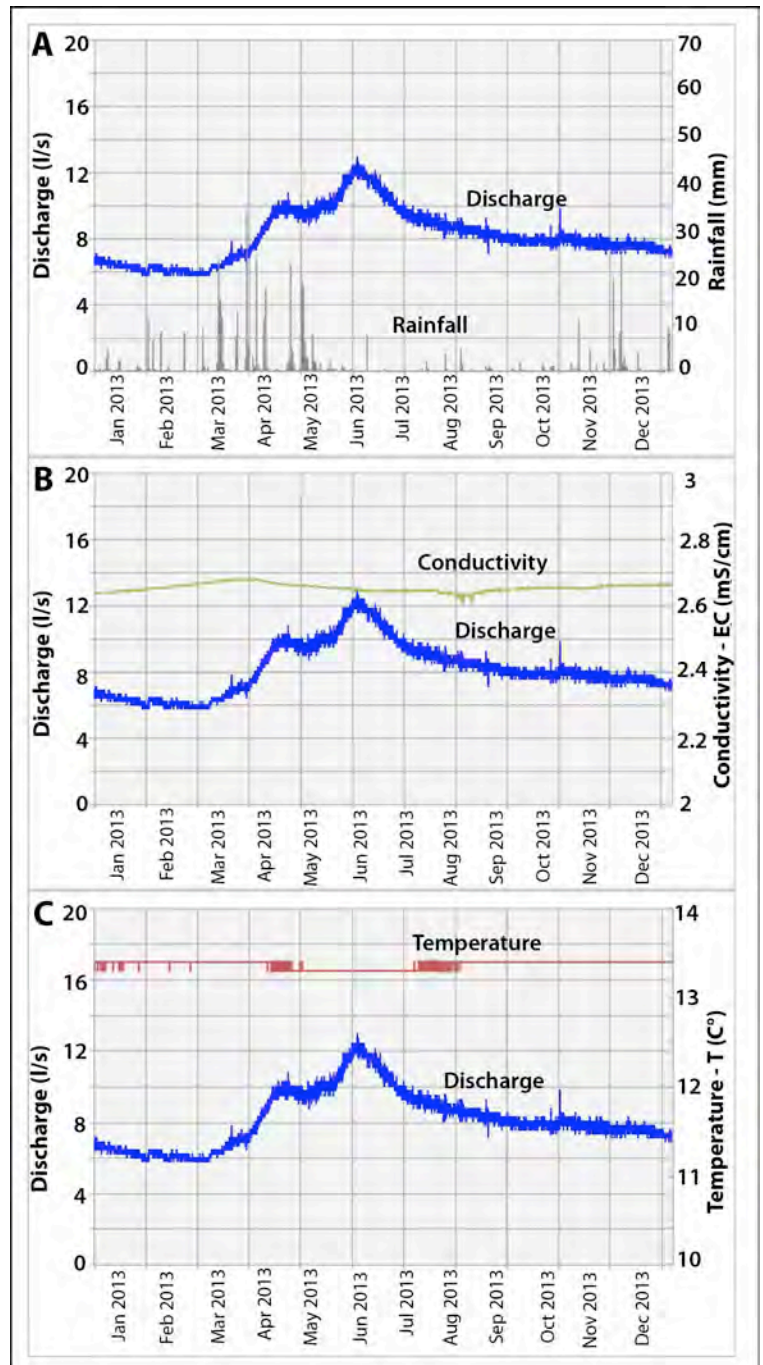 A
20
16
12
8
4
0
Discharge (l/s)
70
60
50
40
30
20
10
0
Rainfall (mm)
Discharge
Rainfall
Jan 2013
Feb 2013
Mar 2013
Apr 2013
May 2013
Jun 2013
Jul 2013
Aug 2013
Sep 2013
Oct 2013
Nov 2013
Dec 2013
B
20
16
12
8
4
0
Discharge (l/s)
3
2.8
2.6
2.4
2.2
2
Conductivity - EC (mS/cm)
Conductivity
Discharge
Jan 2013
Feb 2013
Mar 2013
Apr 2013
May 2013
Jun 2013
Jul 2013
Aug 2013
Sep 2013
Oct 2013
Nov 2013
Dec 2013
C
20
16
12
8
4
0
Discharge (l/s)
14
13.3
12
11.1
10
Temperature - T (C°)
Temperature
Discharge
Jan 2013
Feb 2013
Mar 2013
Apr 2013
May 2013
Jun 2013
Jul 2013
Aug 2013
Sep 2013
Oct 2013
Nov 2013
Dec 2013